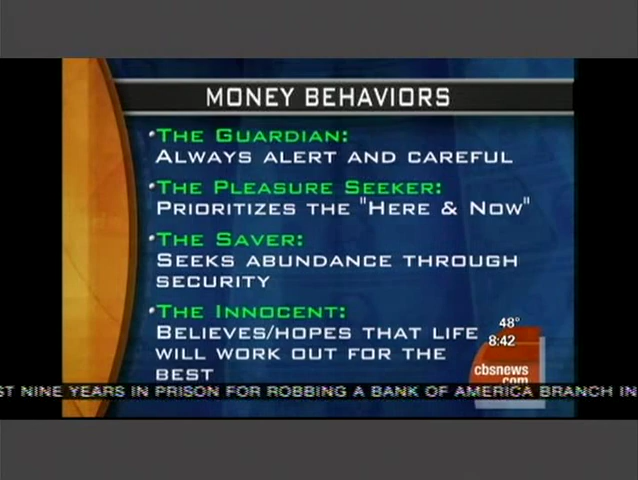 MONEY BEHAVIORS
•THE GUARDIAN:
ALWAYS ALERT AND CAREFUL
•THE PLEASURE SEEKER:
PRIORITIZES THE "HERE & NOW"
•THE SAVER:
SEEKS ABUNDANCE THROUGH
SECURITY
•THE INNOCENT:
BELIEVES/HOPES THAT LIFE
WILL WORK OUT FOR THE
BEST
48°
8:42
cbsnews
.com
ST NINE YEARS IN PRISON FOR ROBBING A BANK OF AMERICA BRANCH IN